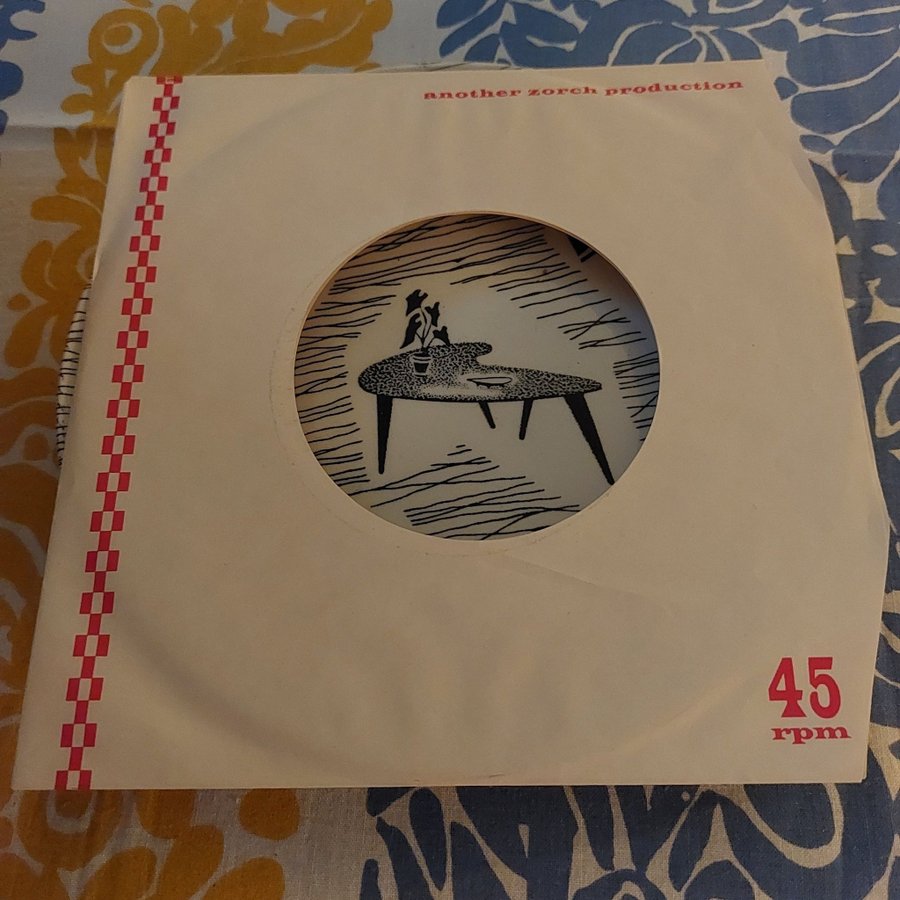 another zorch production
45
rpm